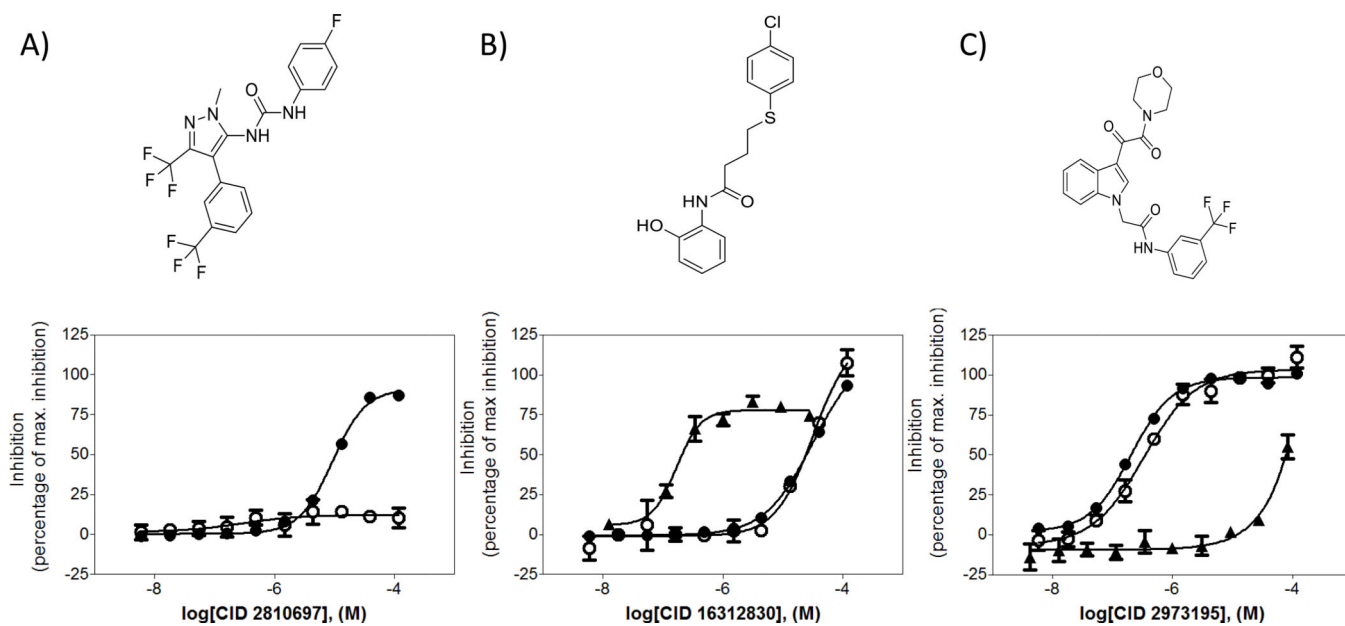 A)
F
O
N
N
NH
NH
F
F
F
F
F
F
B)
Cl
S
HN
O
HO
C)
O
N
O
O
N
O
HN
F
F
F
Inhibition
(percentage of max. inhibition)
125
100
75
50
25
0
-25
-8
-6
-4
log[CID 2810697], (M)
Inhibition
(percentage of max inhibition)
125
100
75
50
25
0
-25
-8
-6
-4
log[CID 16312830], (M)
Inhibition
(percentage of max. inhibition)
125
100
75
50
25
0
-25
-8
-6
-4
log[CID 2973195], (M)